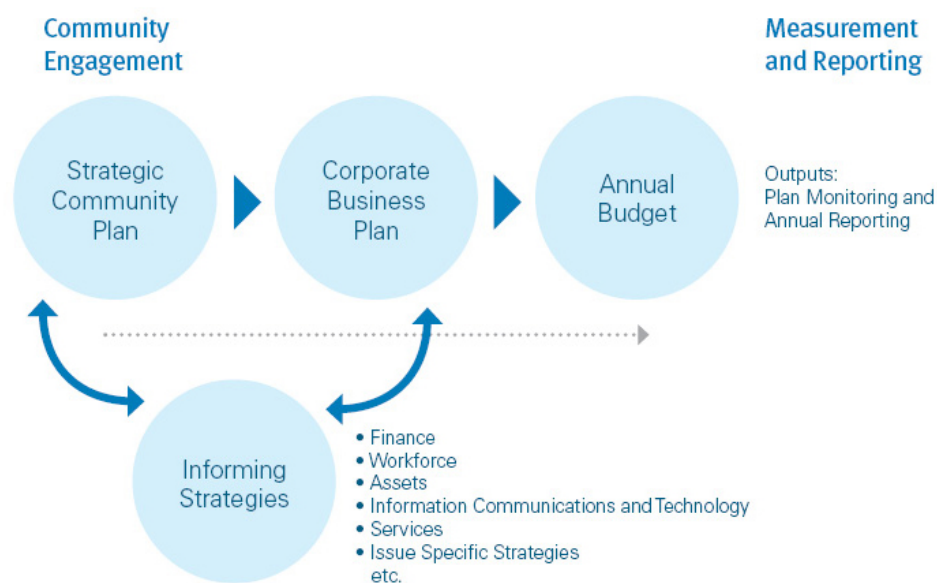 Community
Engagement
Measurement
and Reporting
Strategic
Community
Plan
Corporate
Business
Plan
Annual
Budget
Outputs:
Plan Monitoring and
Annual Reporting
Informing
Strategies
• Finance
• Workforce
• Assets
• Information Communications and Technology
• Services
• Issue Specific Strategies
etc.